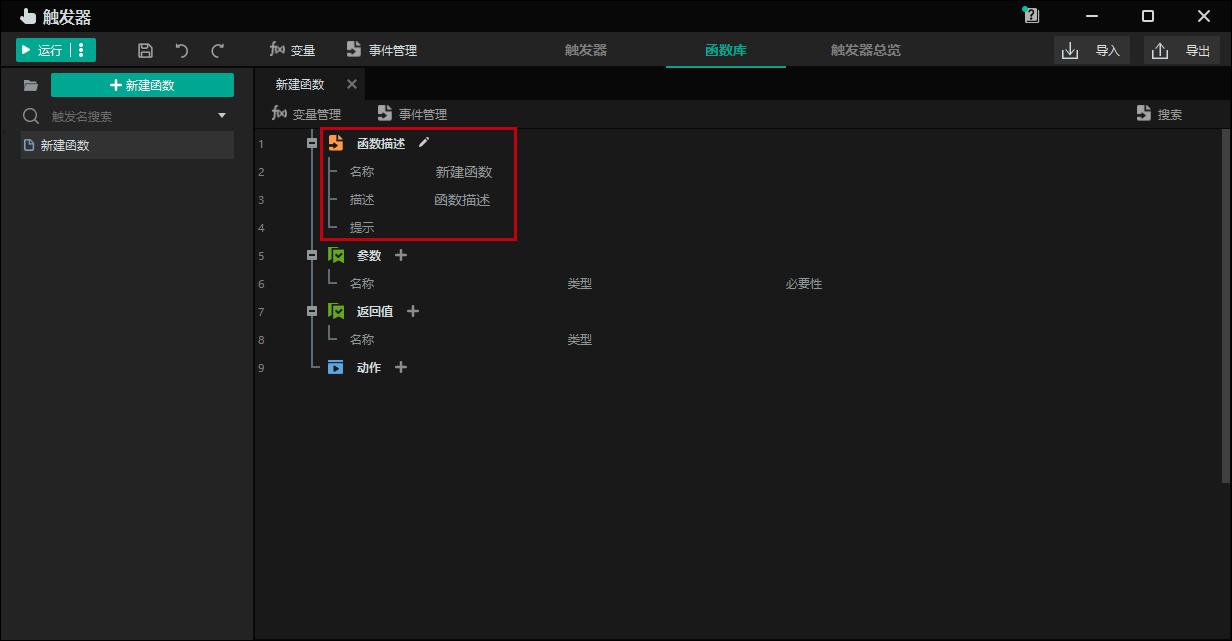 触发器
运行 变量 事件管理 触发器 函数库 触发器总览 导入 导出
新建函数 新建函数
触发名搜索 变量管理 事件管理 搜索
新建函数
1 函数描述
2 名称 新建函数
3 描述 函数描述
4 提示
5 参数
6 名称 类型 必要性
7 返回值
8 名称 类型
9 动作